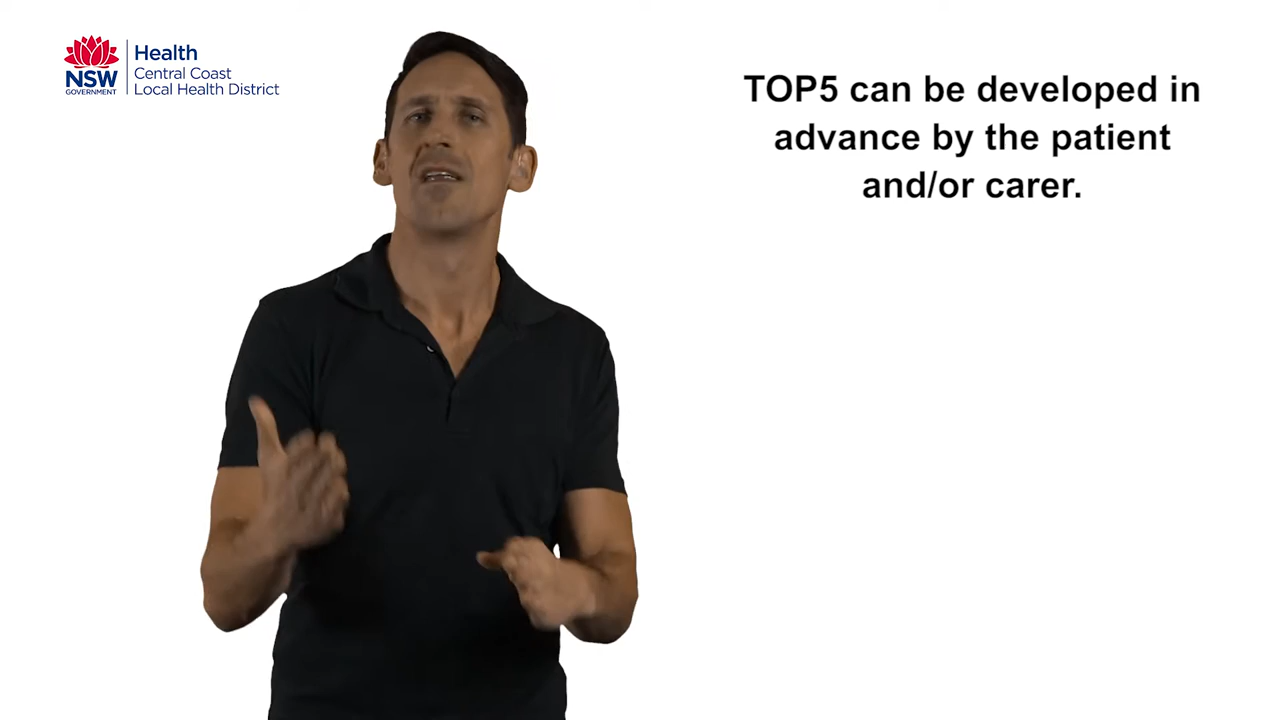 NSW
GOVERNMENT
Health
Central Coast
Local Health District
TOP5 can be developed in
advance by the patient
and/or carer.